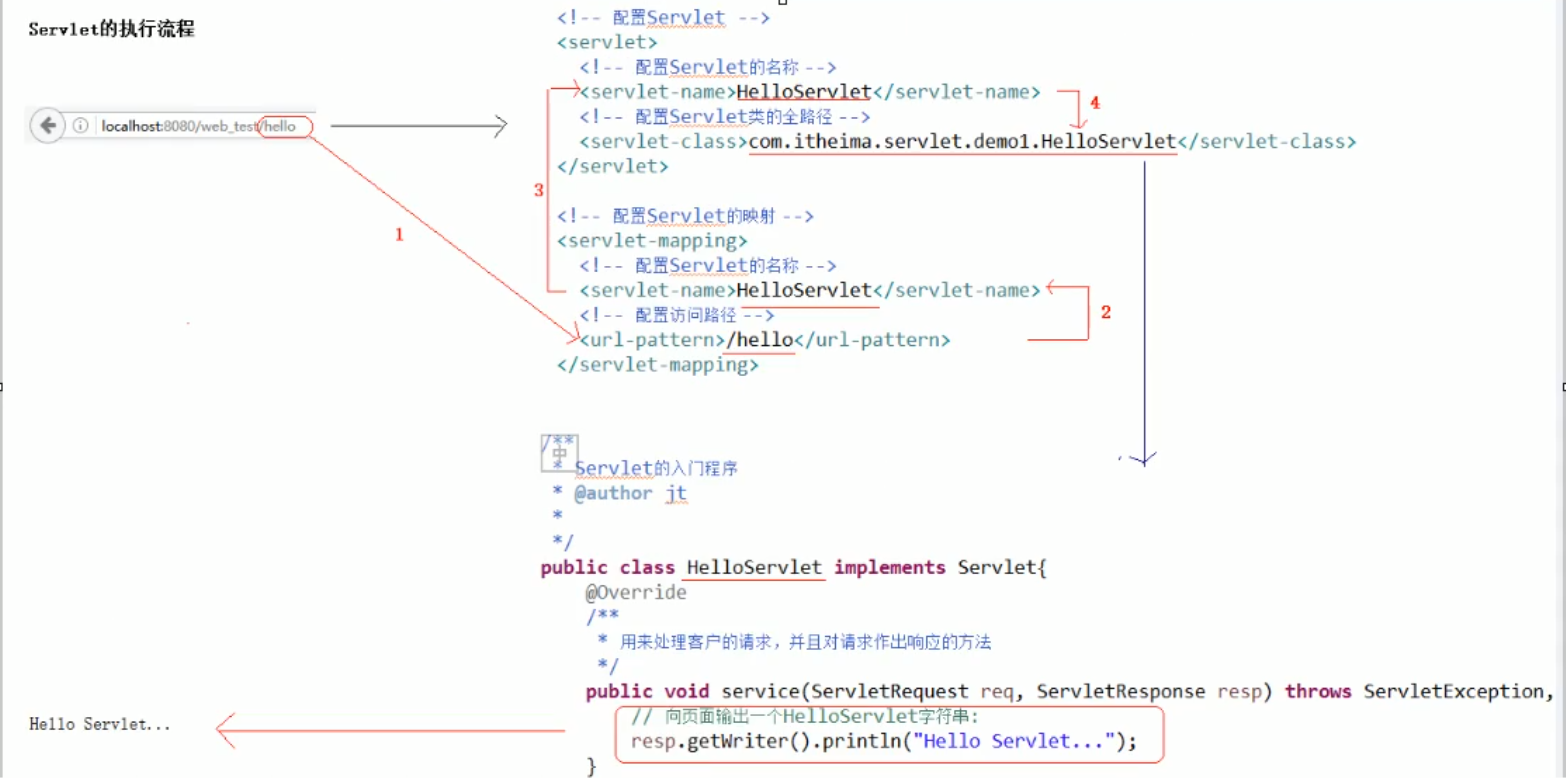 Servlet的执行流程
localhost:8080/web_test/hello
<!-- 配置Servlet -->
<servlet>
<!-- 配置Servlet的名称 -->
<servlet-name>HelloServlet</servlet-name>
4
<!-- 配置Servlet类的全路径 -->
<servlet-class>com.itheima.servlet.demo1.HelloServlet</servlet-class>
</servlet>
3
<!-- 配置Servlet的映射 -->
1
<servlet-mapping>
<!-- 配置Servlet的名称 -->
<servlet-name>HelloServlet</servlet-name>
2
<!-- 配置访问路径 -->
<url-pattern>/hello</url-pattern>
</servlet-mapping>
/**
中
* Servlet的入门程序
* @author jt
*
*/
public class HelloServlet implements Servlet{
@Override
/**
* 用来处理客户的请求，并且对请求作出响应的方法
*/
public void service(ServletRequest req, ServletResponse resp) throws ServletException,
// 向页面输出一个HelloServlet字符串:
resp.getWriter().println("Hello Servlet...");
}
Hello Servlet...